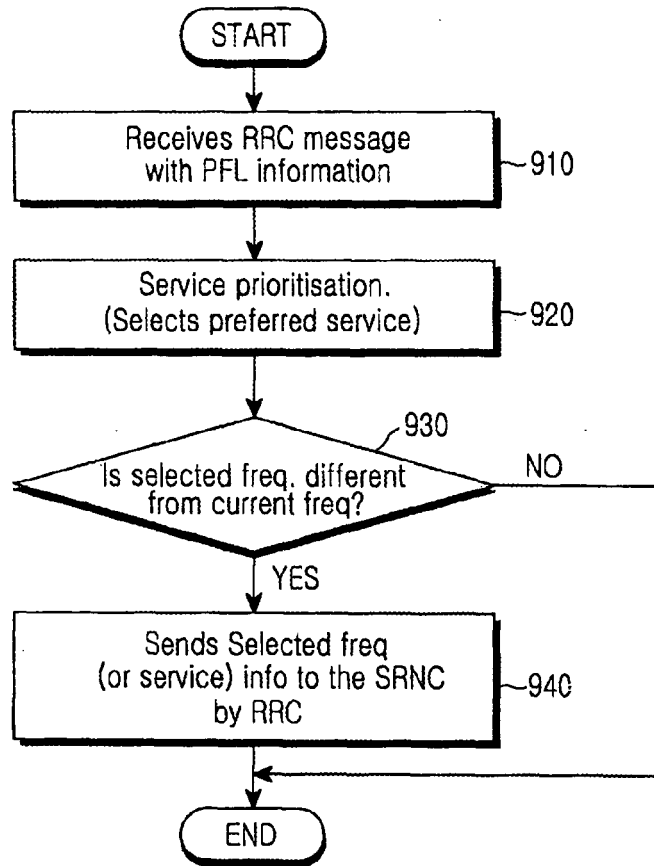 START
Receives RRC message
with PFL information
910
Service prioritisation.
(Selects preferred service)
920
930
Is selected freq. different
from current freq?
NO
YES
Sends Selected freq
(or service) info to the SRNC
by RRC
940
END